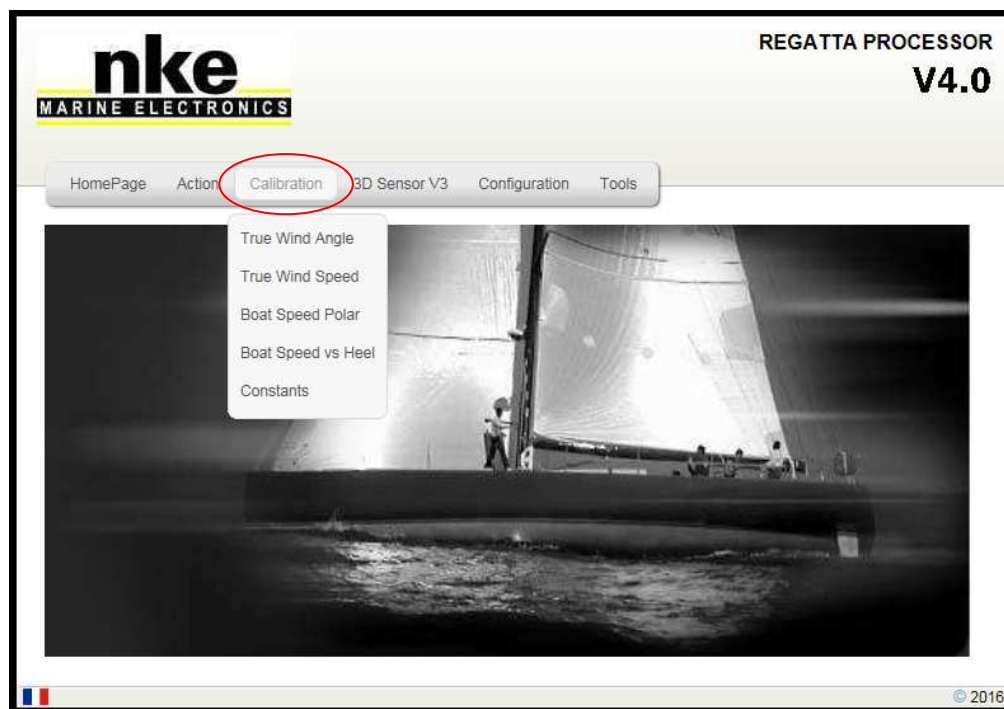 nke
MARINE ELECTRONICS
REGATTA PROCESSOR
V4.0
HomePage Action Calibration 3D Sensor V3 Configuration Tools
True Wind Angle
True Wind Speed
Boat Speed Polar
Boat Speed vs Heel
Constants
© 2016